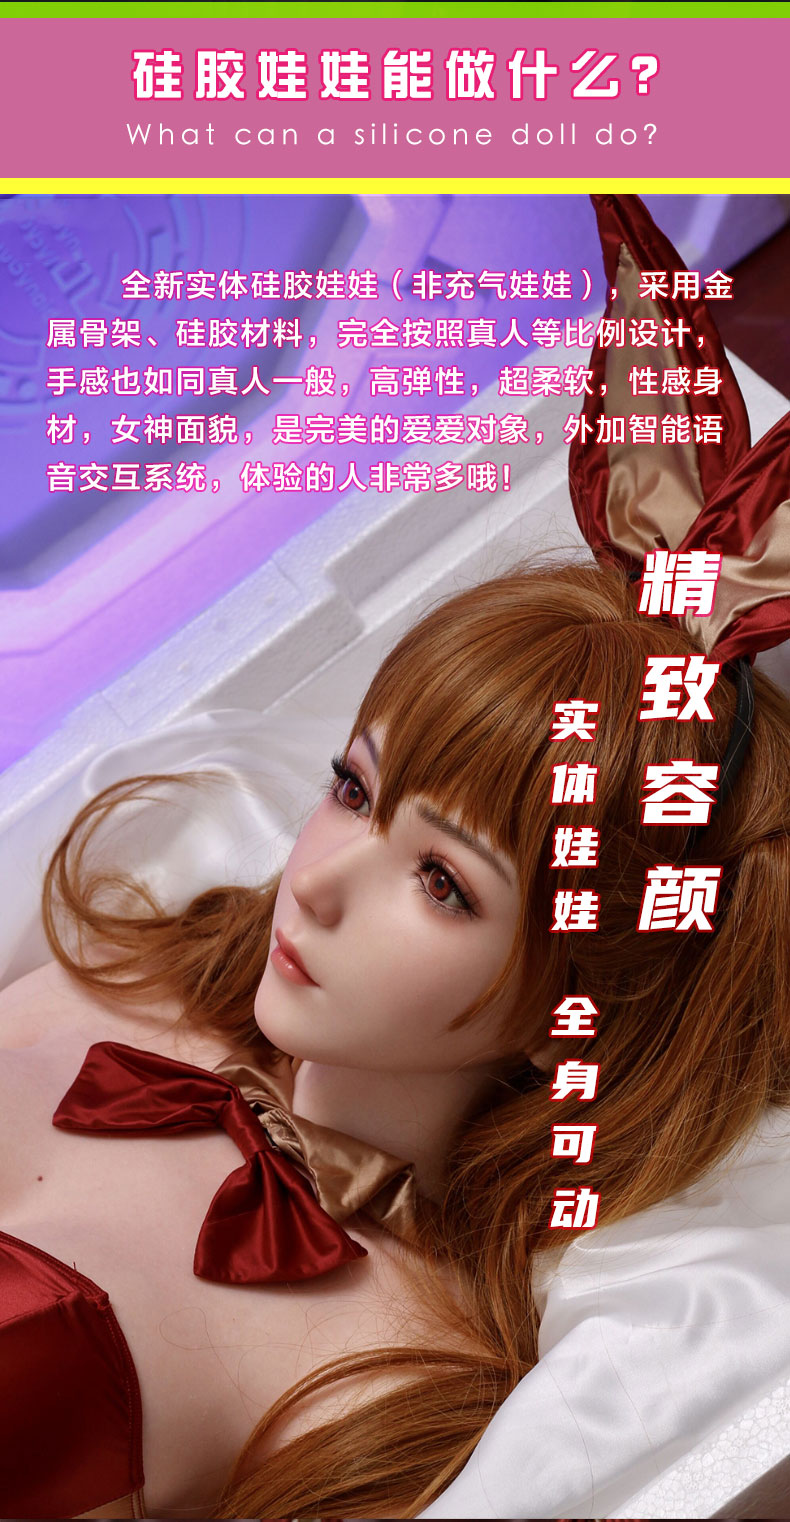 硅胶娃娃能做什么?
What can a silicone doll do?
全新实体硅胶娃娃（非充气娃娃），采用金
属骨架、硅胶材料，完全按照真人等比例设计，
手感也如同真人一般，高弹性，超柔软，性感身
材，女神面貌，是完美的爱爱对象，外加智能语
音交互系统，体验的人非常多哦！
精致容颜
实体娃娃 全身可动